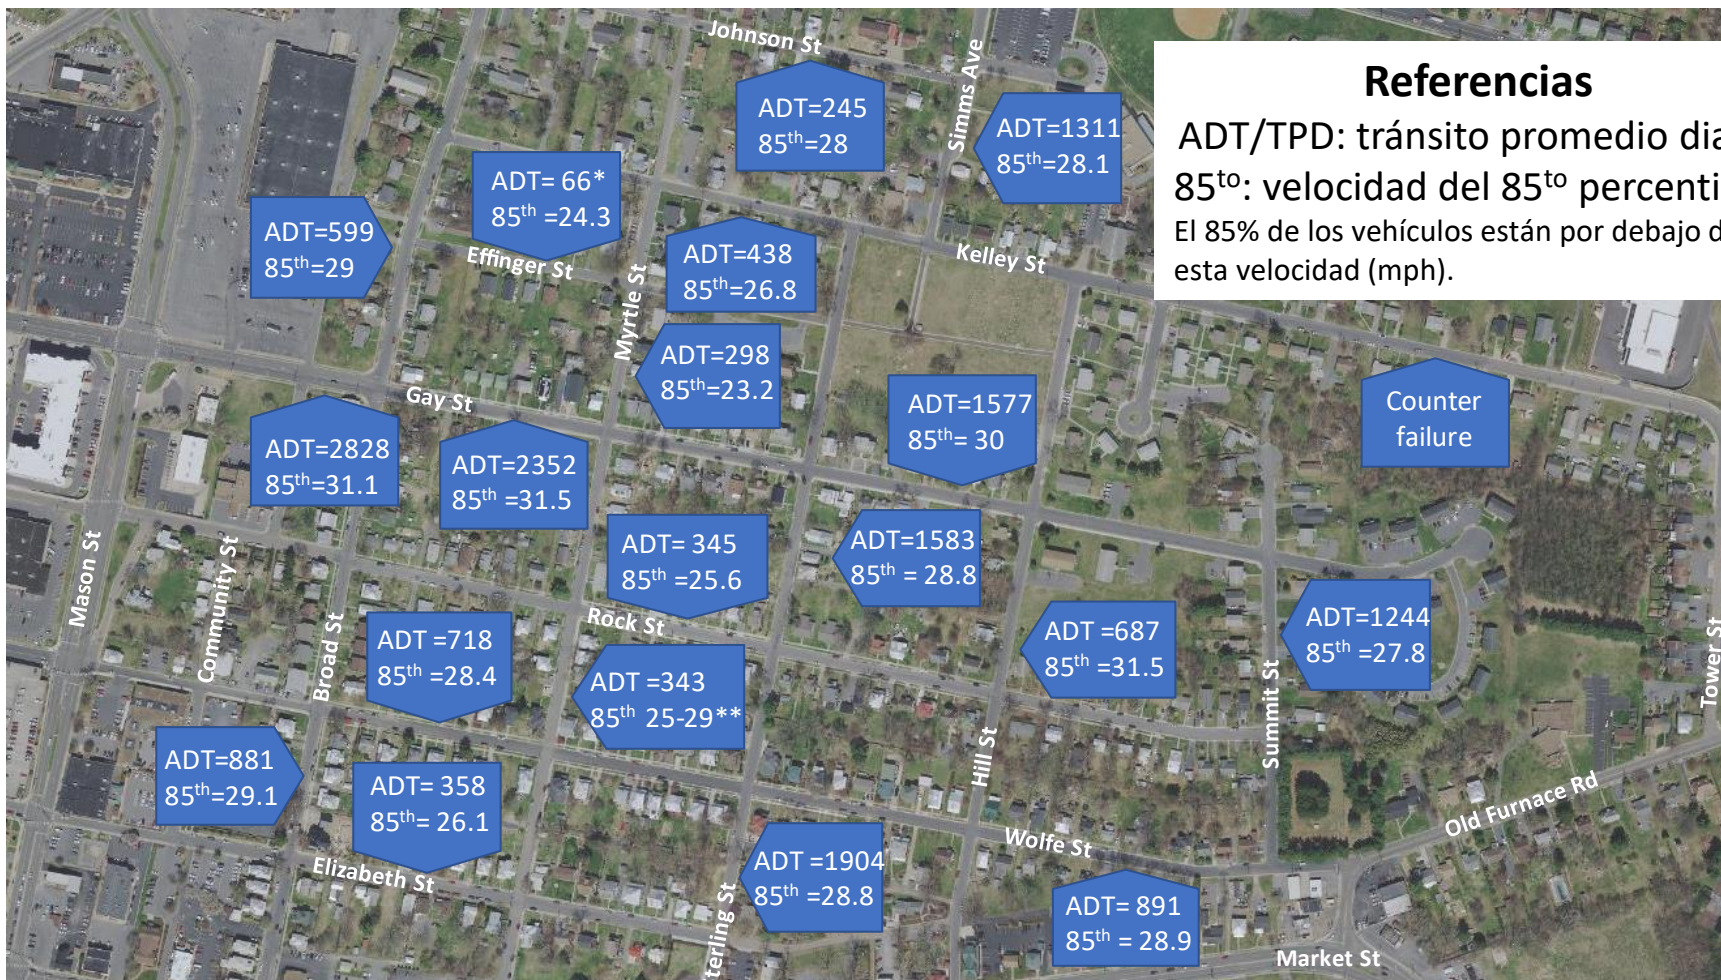 Johnson St
Simms Ave
Referencias
ADT/TPD: tránsito promedio dia
85to: velocidad del 85to percenti
El 85% de los vehículos están por debajo d
esta velocidad (mph).
ADT=245
85th=28
ADT=1311
85th=28.1
ADT= 66*
85th =24.3
ADT=599
85th=29
Effinger St
Myrtle St
ADT=438
85th=26.8
Kelley St
ADT=298
85th=23.2
Gay St
ADT=1577
85th= 30
Counter
failure
ADT=2828
85th=31.1
ADT=2352
85th =31.5
Mason St
Community St
Broad St
ADT= 345
85th =25.6
ADT=1583
85th = 28.8
Rock St
ADT =718
85th =28.4
ADT =343
85th 25-29**
ADT =687
85th =31.5
ADT=1244
85th =27.8
Hill St
Summit St
Tower St
ADT=881
85th=29.1
ADT= 358
85th= 26.1
Elizabeth St
terling St
ADT =1904
85th =28.8
Wolfe St
Old Furnace Rd
ADT= 891
85th = 28.9
Market St